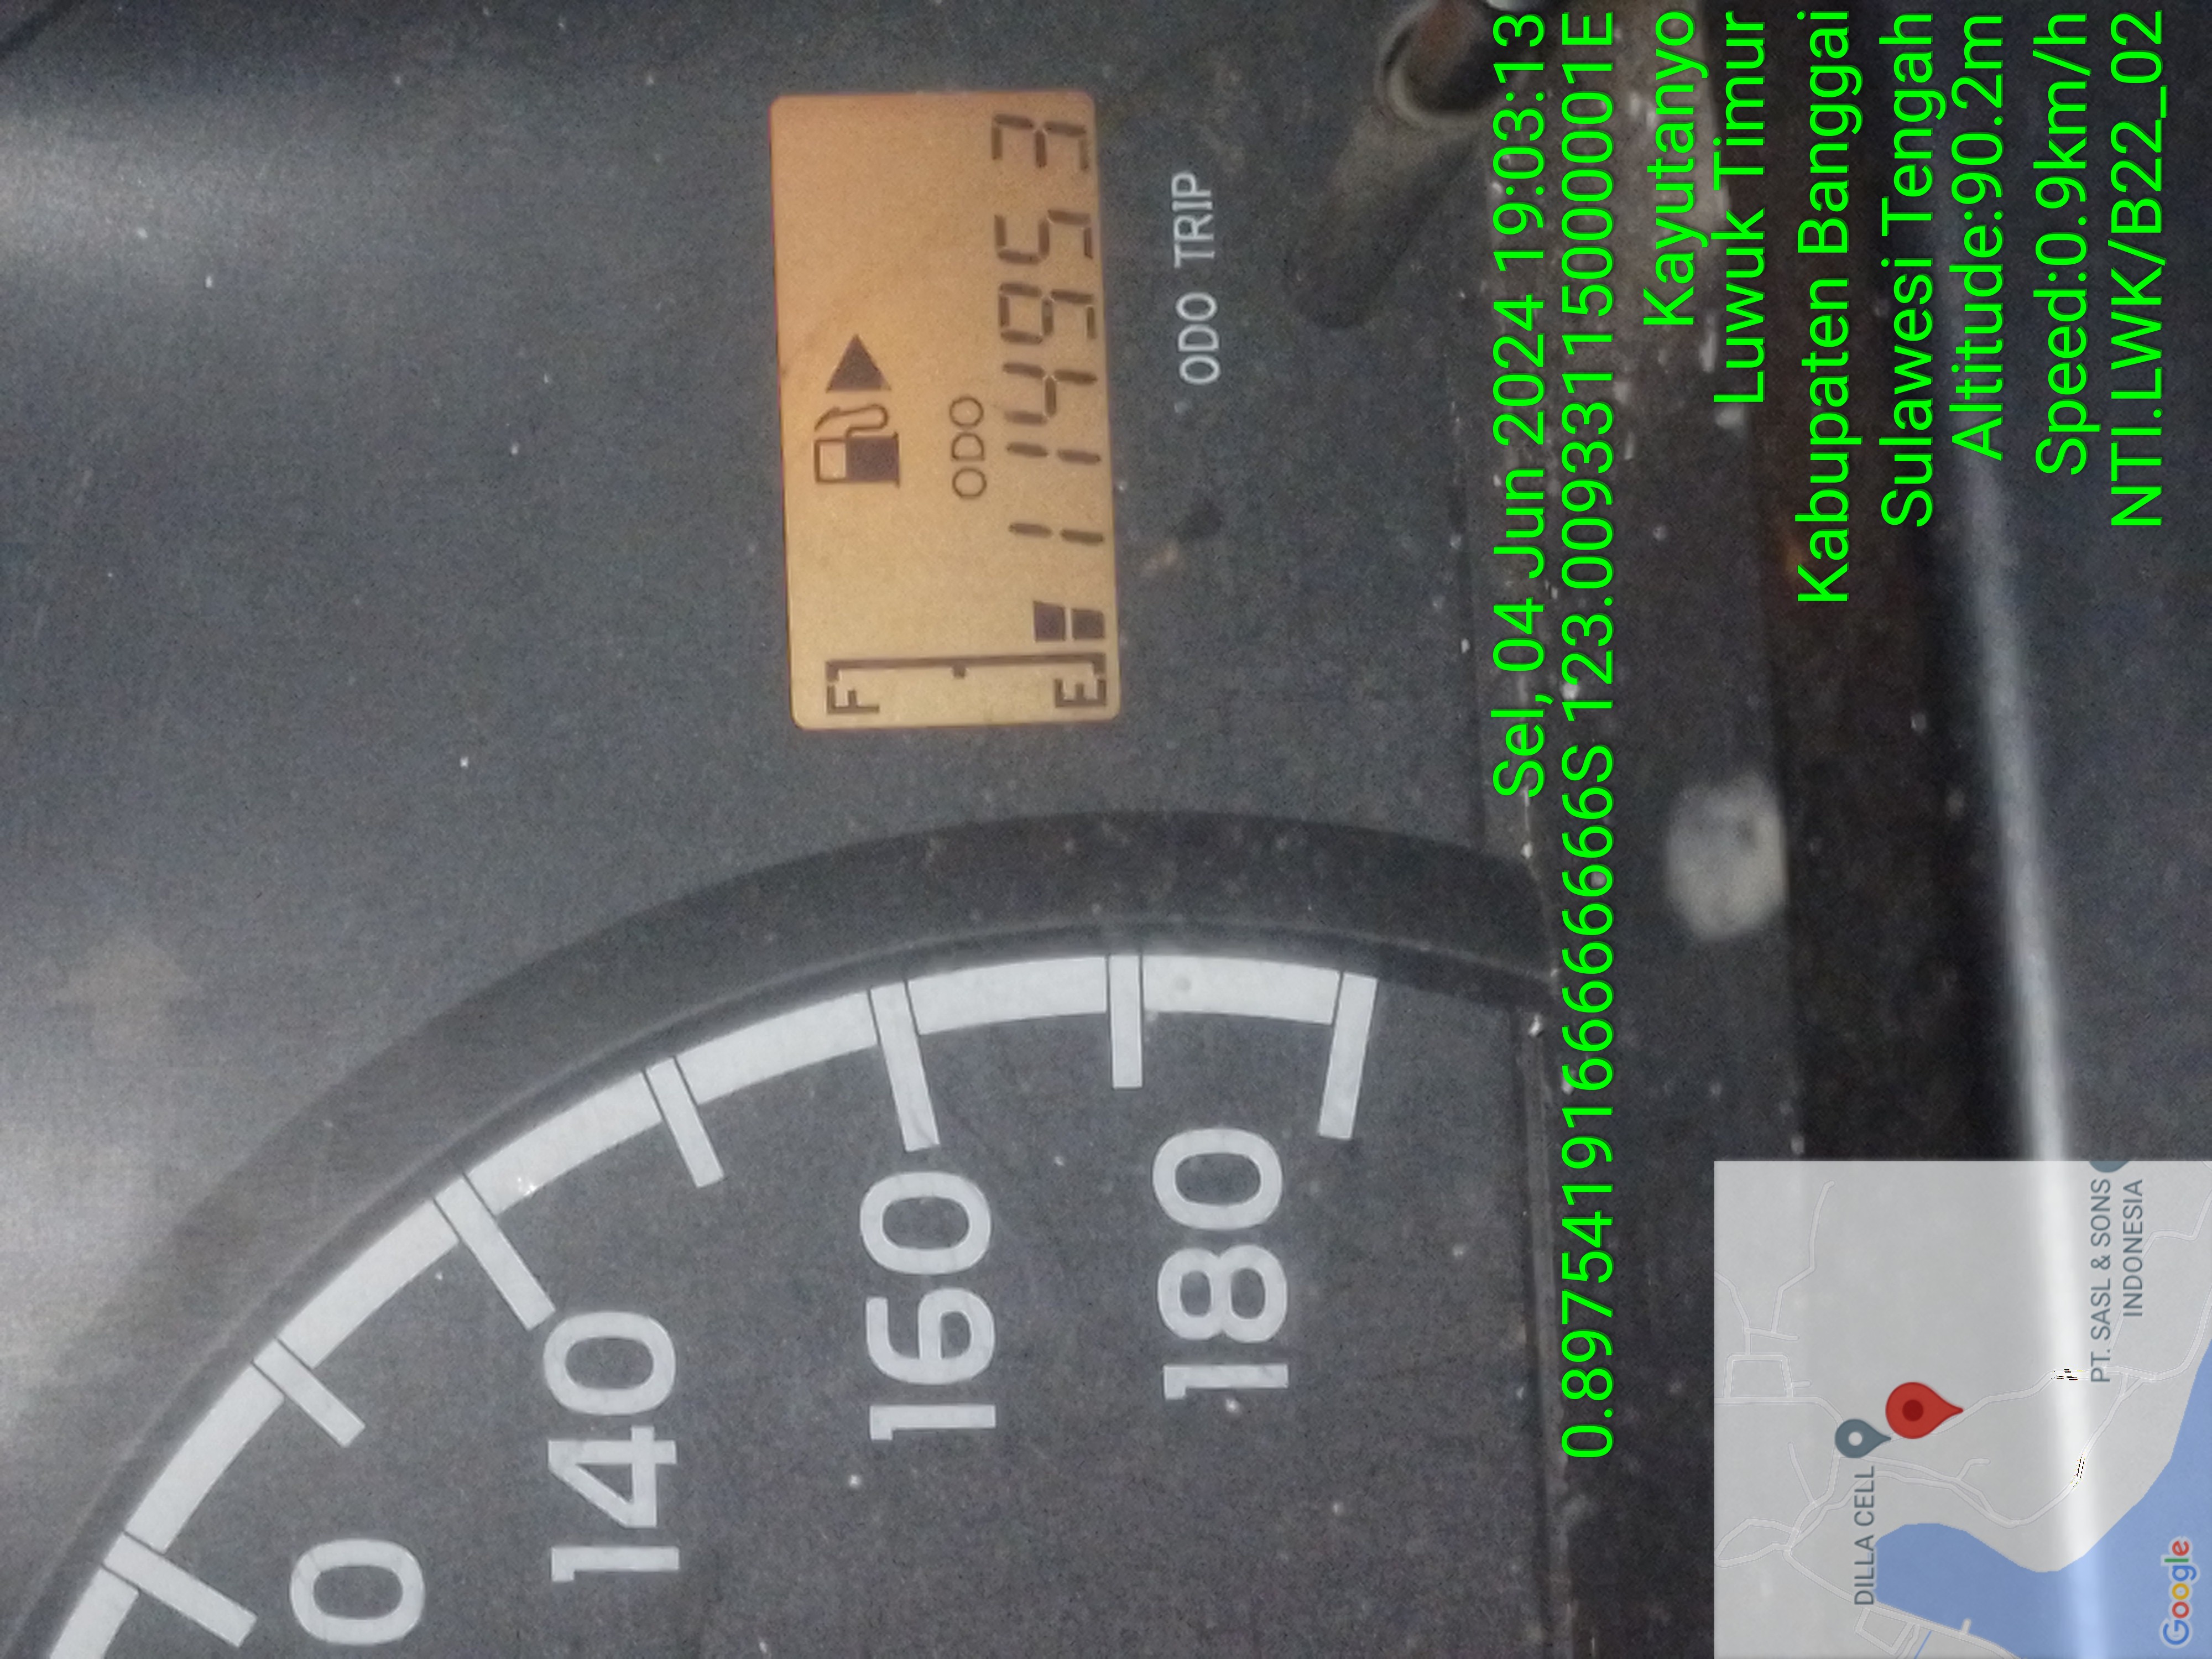 F
E
ODO
114953
ODO TRIP
0
140
160
180
Sel, 04 Jun 2024 19:03:13
0.8975419166666666S 123.00933115000001E
Kayutanyo
Luwuk Timur
Kabupaten Banggai
Sulawesi Tengah
Altitude:90.2m
Speed:0.9km/h
NTI.LWK/B22_02
DILLA CELL
PT. SASL & SONS
INDONESIA
Google